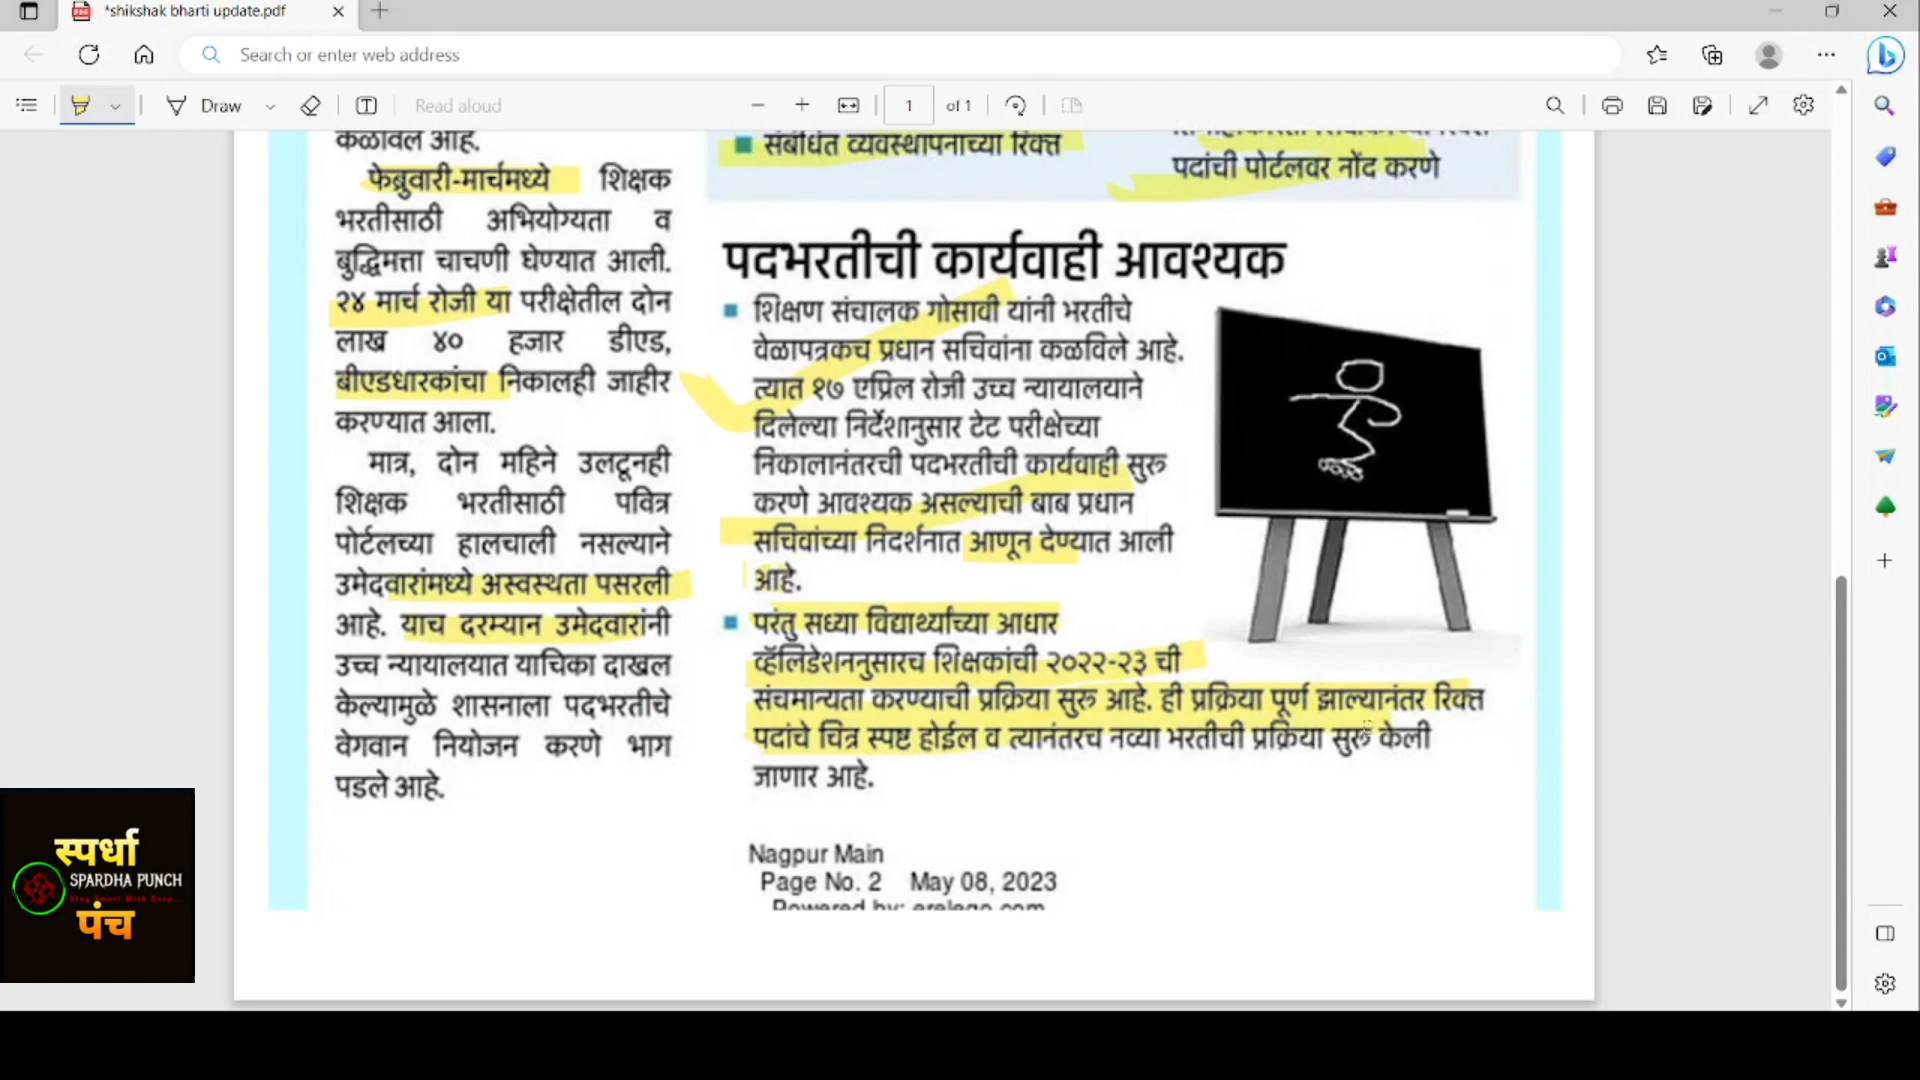 *shikshak bharti update.pdf
Search or enter web address
Draw
Read aloud
1 of 1
कळविले आहे.
फेब्रुवारी-मार्चमध्ये शिक्षक
भरतीसाठी अभियोग्यता व
बुद्धिमत्ता चाचणी घेण्यात आली.
२४ मार्च रोजी या परीक्षेतील दोन
लाख ४० हजार डीएड,
बीएडधारकांचा निकालही जाहीर
करण्यात आला.
मात्र, दोन महिने उलटूनही
शिक्षक भरतीसाठी पवित्र
पोर्टलच्या हालचाली नसल्याने
उमेदवारांमध्ये अस्वस्थता पसरली
आहे. याच दरम्यान उमेदवारांनी
उच्च न्यायालयात याचिका दाखल
केल्यामुळे शासनाला पदभरतीचे
वेगवान नियोजन करणे भाग
पडले आहे.
संबंधित व्यवस्थापनाच्या रिक्त
पदांची पोर्टलवर नोंद करणे
पदभरतीची कार्यवाही आवश्यक
शिक्षण संचालक गोसावी यांनी भरतीचे
वेळापत्रकच प्रधान सचिवांना कळविले आहे.
त्यात १७ एप्रिल रोजी उच्च न्यायालयाने
दिलेल्या निर्देशानुसार टेट परीक्षेच्या
निकालानंतरची पदभरतीची कार्यवाही सुरू
करणे आवश्यक असल्याची बाब प्रधान
सचिवांच्या निदर्शनात आणून देण्यात आली
आहे.
परंतु सध्या विद्यार्थ्यांच्या आधार
व्हॅलिडेशननुसारच शिक्षकांची २०२२-२३ ची
संचमान्यता करण्याची प्रक्रिया सुरू आहे. ही प्रक्रिया पूर्ण झाल्यानंतर रिक्त
पदांचे चित्र स्पष्ट होईल व त्यानंतरच नव्या भरतीची प्रक्रिया सुरू केली
जाणार आहे.
Nagpur Main
Page No. 2 May 08, 2023
Powered by: erelego.com
स्पर्धा
SPARDHA PUNCH
पंच